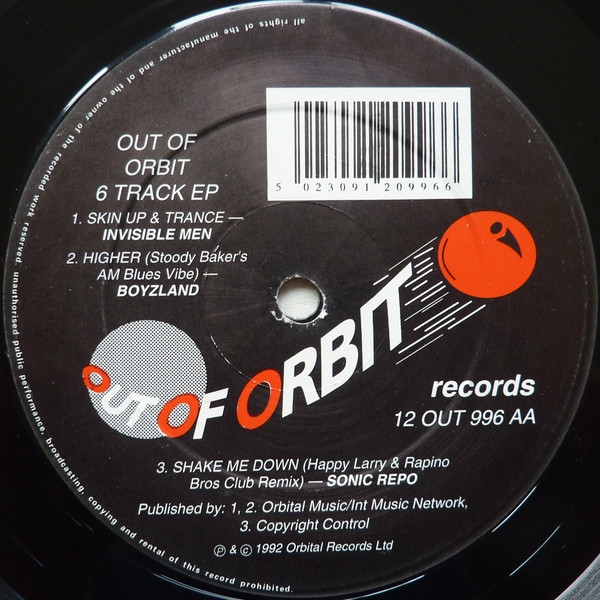 all rights of the manufacturer and of the owner of the recorded work reserved. unauthorised public performance, broadcasting, copying and rental of this record prohibited.
5 023091 209966
OUT OF
ORBIT
6 TRACK EP
1. SKIN UP & TRANCE —
INVISIBLE MEN
2. HIGHER (Stoody Baker's
AM Blues Vibe) —
BOYZLAND
OUT OF ORBIT
records
12 OUT 996 AA
3. SHAKE ME DOWN (Happy Larry & Rapino
Bros Club Remix) — SONIC REPO
Published by: 1, 2. Orbital Music/Int Music Network,
3. Copyright Control
Ⓟ & © 1992 Orbital Records Ltd